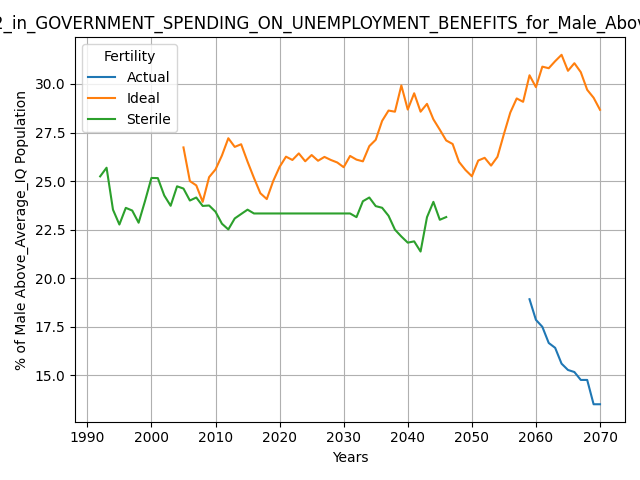 2_in_GOVERNMENT_SPENDING_ON_UNEMPLOYMENT_BENEFITS_for_Male_Abov
Fertility
Actual
Ideal
Sterile
% of Male Above_Average_IQ Population
30.0
27.5
25.0
22.5
20.0
17.5
15.0
1990 2000 2010 2020 2030 2040 2050 2060 2070
Years